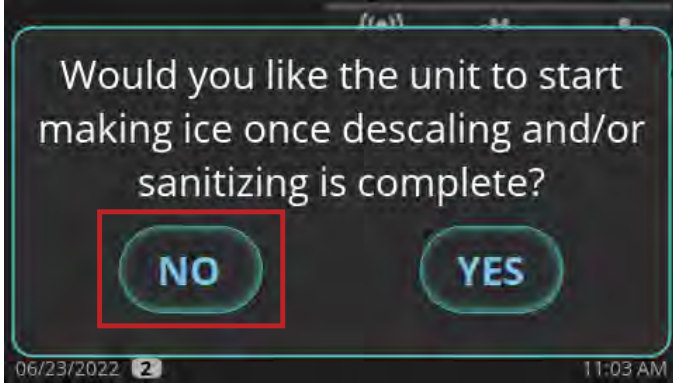 Would you like the unit to start
making ice once descaling and/or
sanitizing is complete?
NO YES
06/23/2022 2 11:03 AM